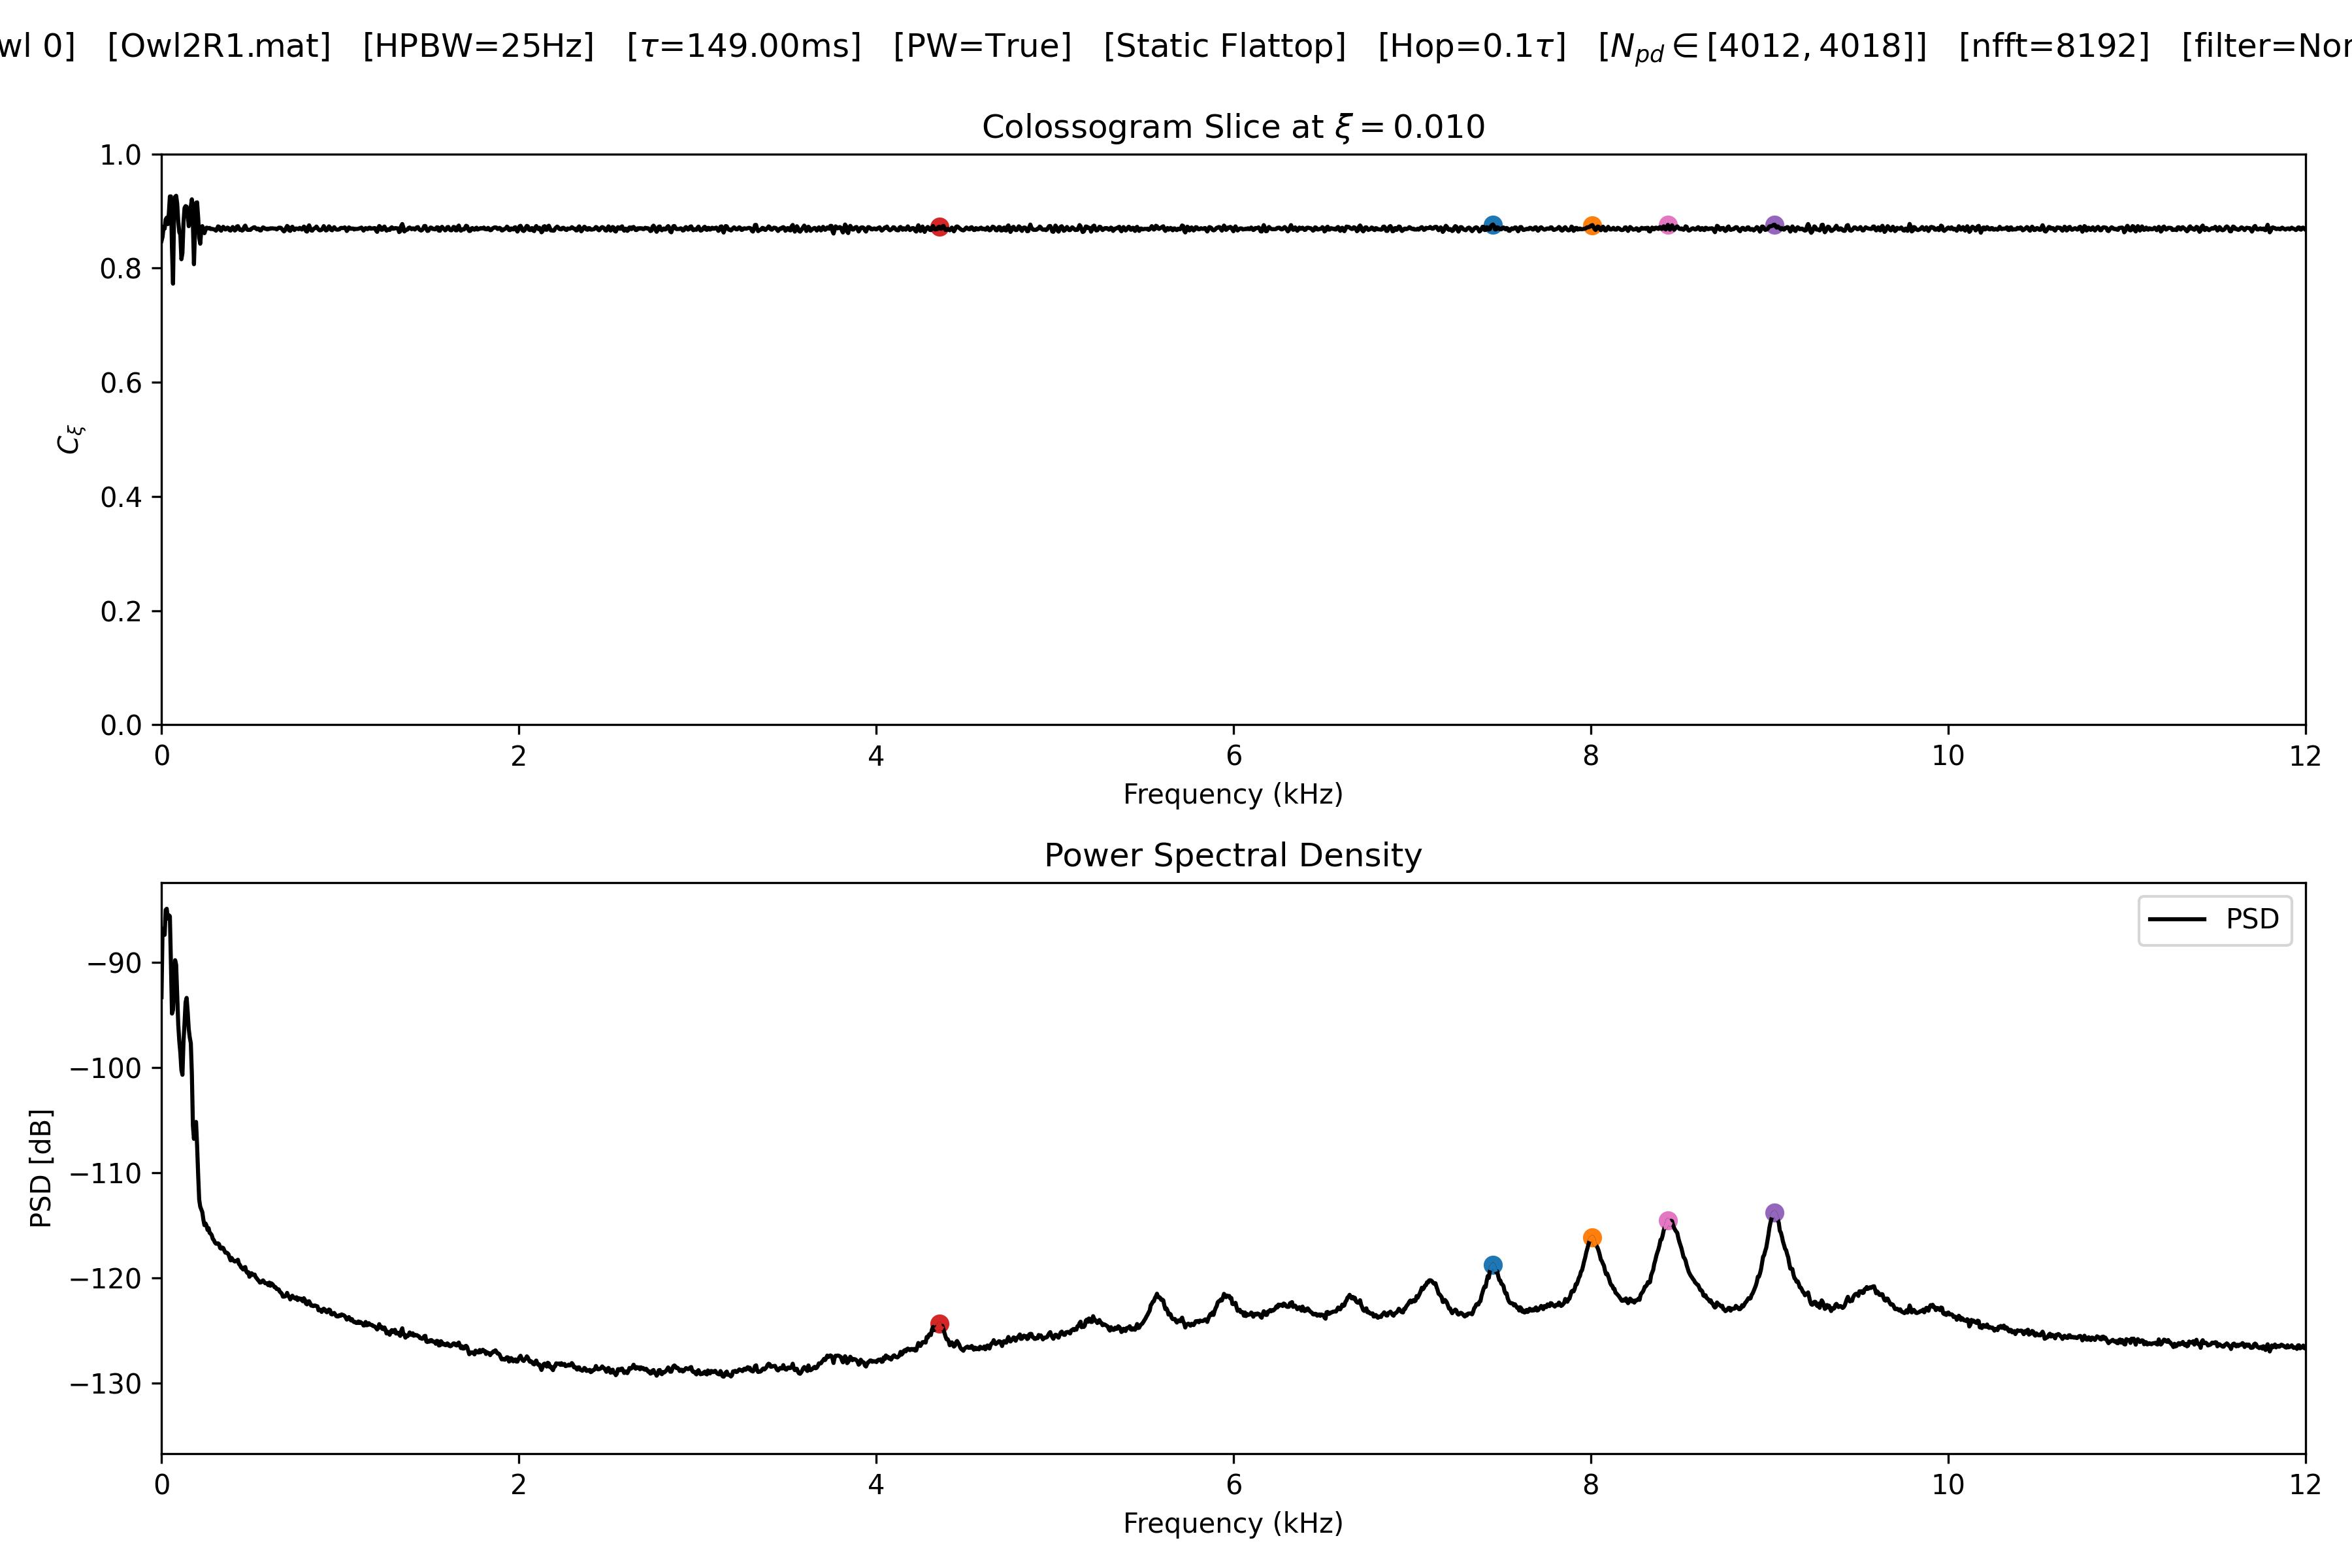 wl 0] [Owl2R1.mat] [HPBW=25Hz] [τ=149.00ms] [PW=True] [Static Flattop] [Hop=0.1τ] [N_pd ∈ [4012, 4018]] [nfft=8192] [filter=Nor
Colossogram Slice at ξ = 0.010
1.0
0.8
0.6
0.4
0.2
0.0
C_ξ
0 2 4 6 8 10 12
Frequency (kHz)
Power Spectral Density
PSD
−90
−100
−110
−120
−130
PSD [dB]
0 2 4 6 8 10 12
Frequency (kHz)